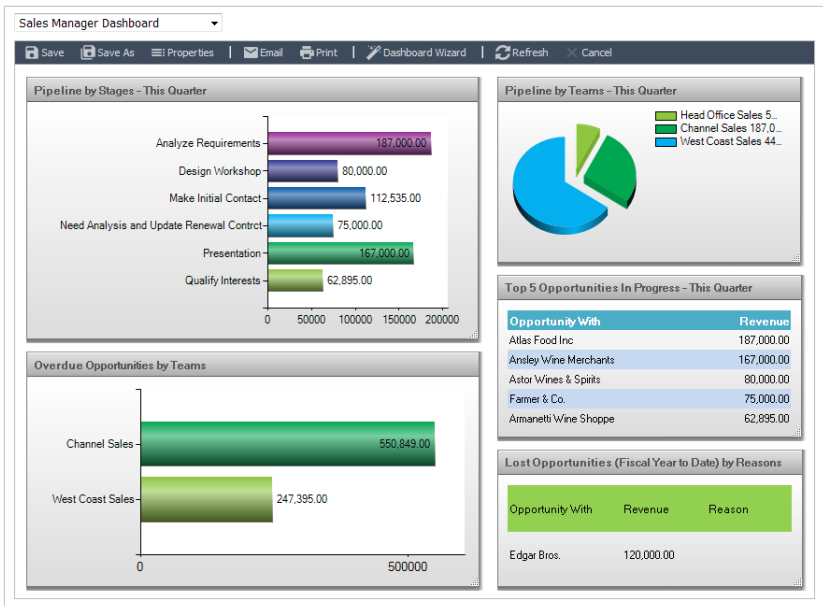 Sales Manager Dashboard
Save Save As Properties | Email Print | Dashboard Wizard | Refresh Cancel
Pipeline by Stages - This Quarter
Analyze Requirements 187,000.00
Design Workshop 80,000.00
Make Initial Contact 112,535.00
Need Analysis and Update Renewal Contrct 75,000.00
Presentation 167,000.00
Qualify Interests 62,895.00
0 50000 100000 150000 200000
Overdue Opportunities by Teams
Channel Sales 550,849.00
West Coast Sales 247,395.00
0 500000
Pipeline by Teams - This Quarter
Head Office Sales 5...
Channel Sales 187,0...
West Coast Sales 44...
Top 5 Opportunities In Progress - This Quarter
Opportunity With Revenue
Atlas Food Inc 187,000.00
Ansley Wine Merchants 167,000.00
Astor Wines & Spirits 80,000.00
Farmer & Co. 75,000.00
Armanetti Wine Shoppe 62,895.00
Lost Opportunities (Fiscal Year to Date) by Reasons
Opportunity With Revenue Reason
Edgar Bros. 120,000.00